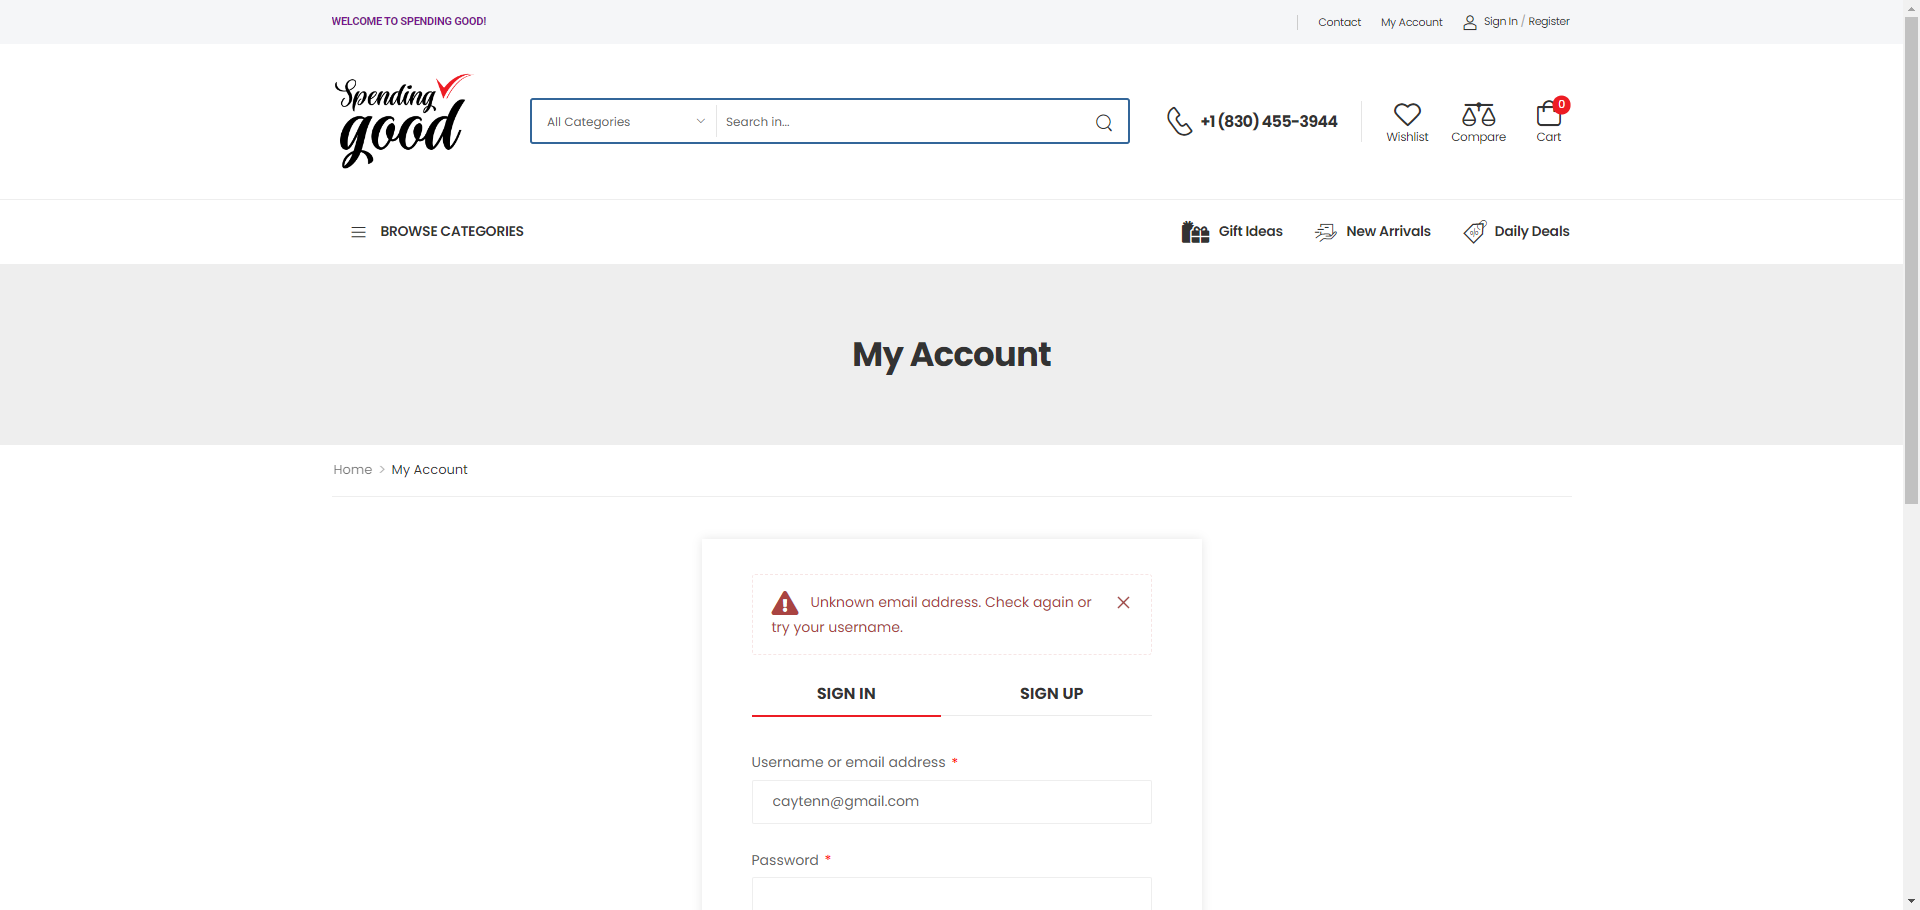 WELCOME TO SPENDING GOOD!
Contact
My Account
Sign In / Register
Spending
good
All Categories
Search in...
+1 (830) 455-3944
Wishlist
Compare
0
Cart
BROWSE CATEGORIES
Gift Ideas
New Arrivals
Daily Deals
My Account
Home > My Account
Unknown email address. Check again or
try your username.
SIGN IN
SIGN UP
Username or email address *
caytenn@gmail.com
Password *